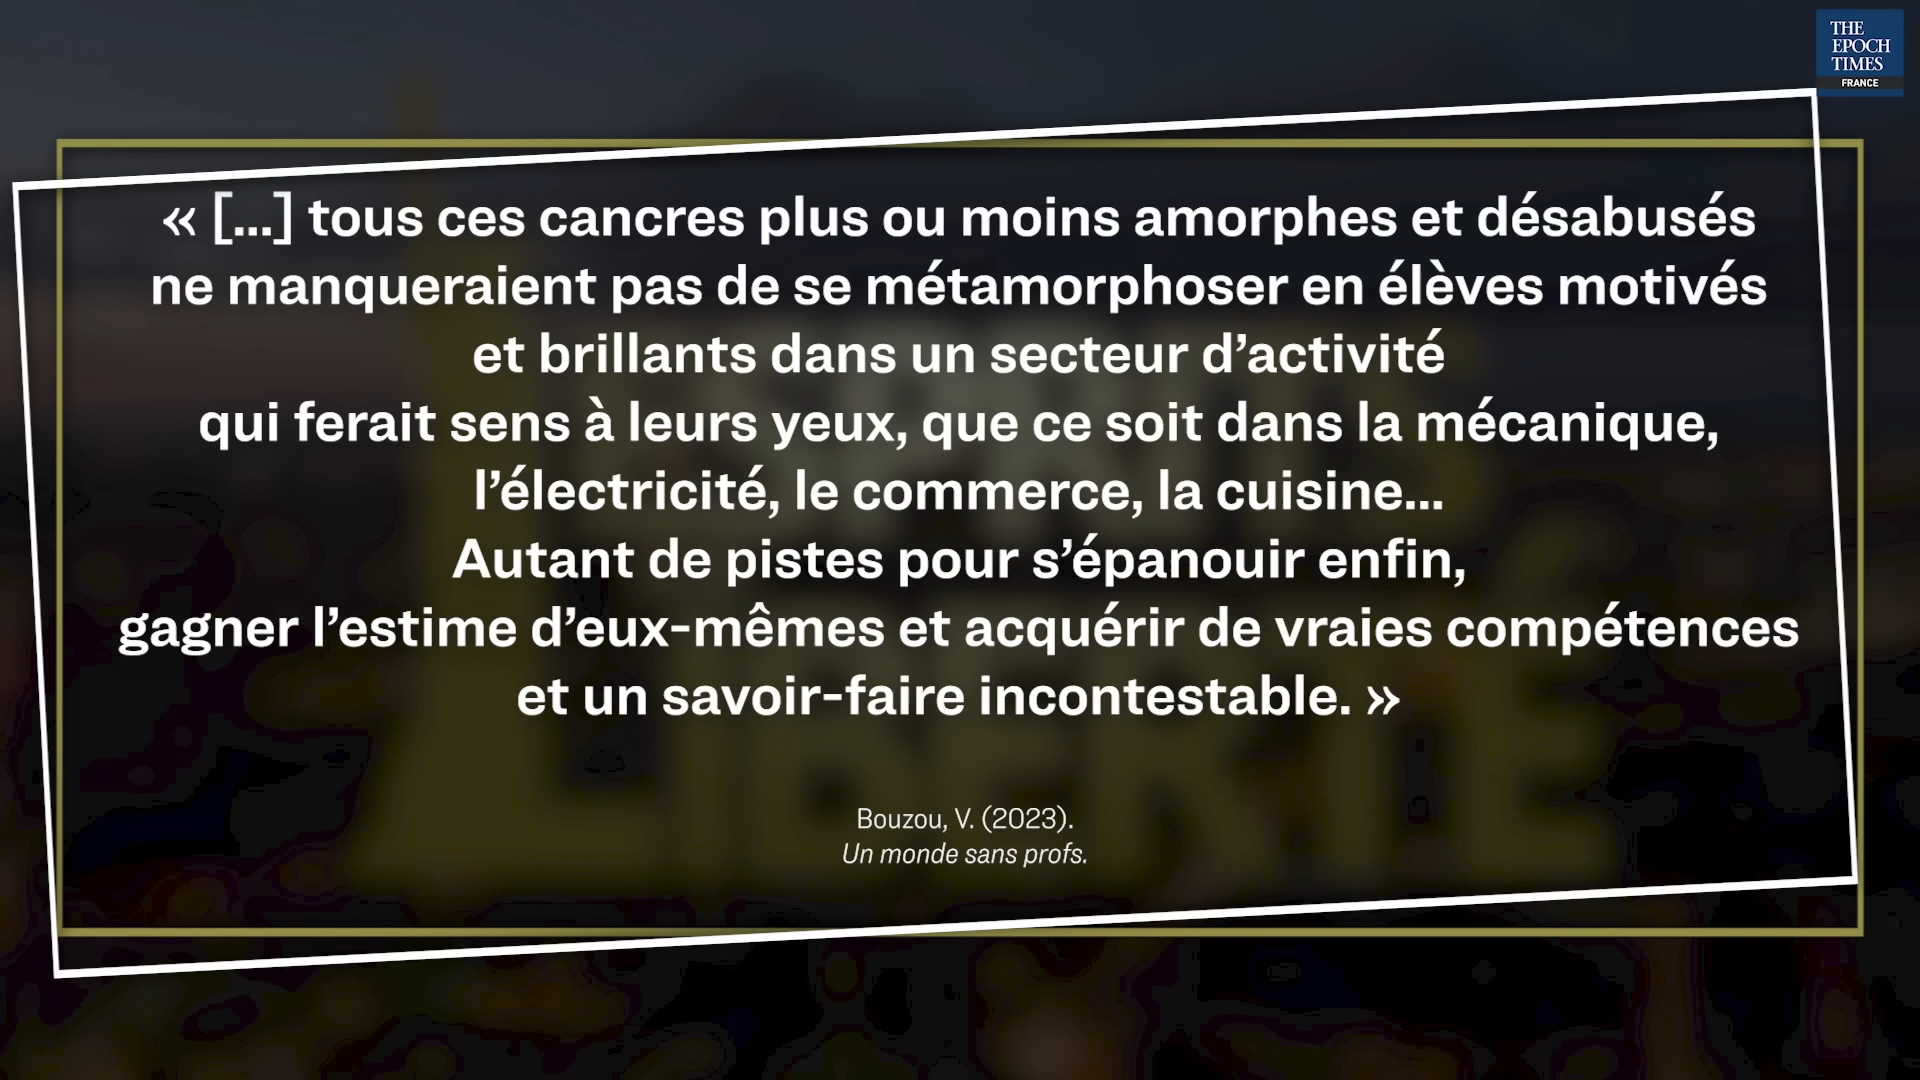 THE
EPOCH
TIMES
FRANCE
« [...] tous ces cancres plus ou moins amorphes et désabusés
ne manqueraient pas de se métamorphoser en élèves motivés
et brillants dans un secteur d’activité
qui ferait sens à leurs yeux, que ce soit dans la mécanique,
l’électricité, le commerce, la cuisine...
Autant de pistes pour s’épanouir enfin,
gagner l’estime d’eux-mêmes et acquérir de vraies compétences
et un savoir-faire incontestable. »
Bouzou, V. (2023).
Un monde sans profs.
LIBERTÉ